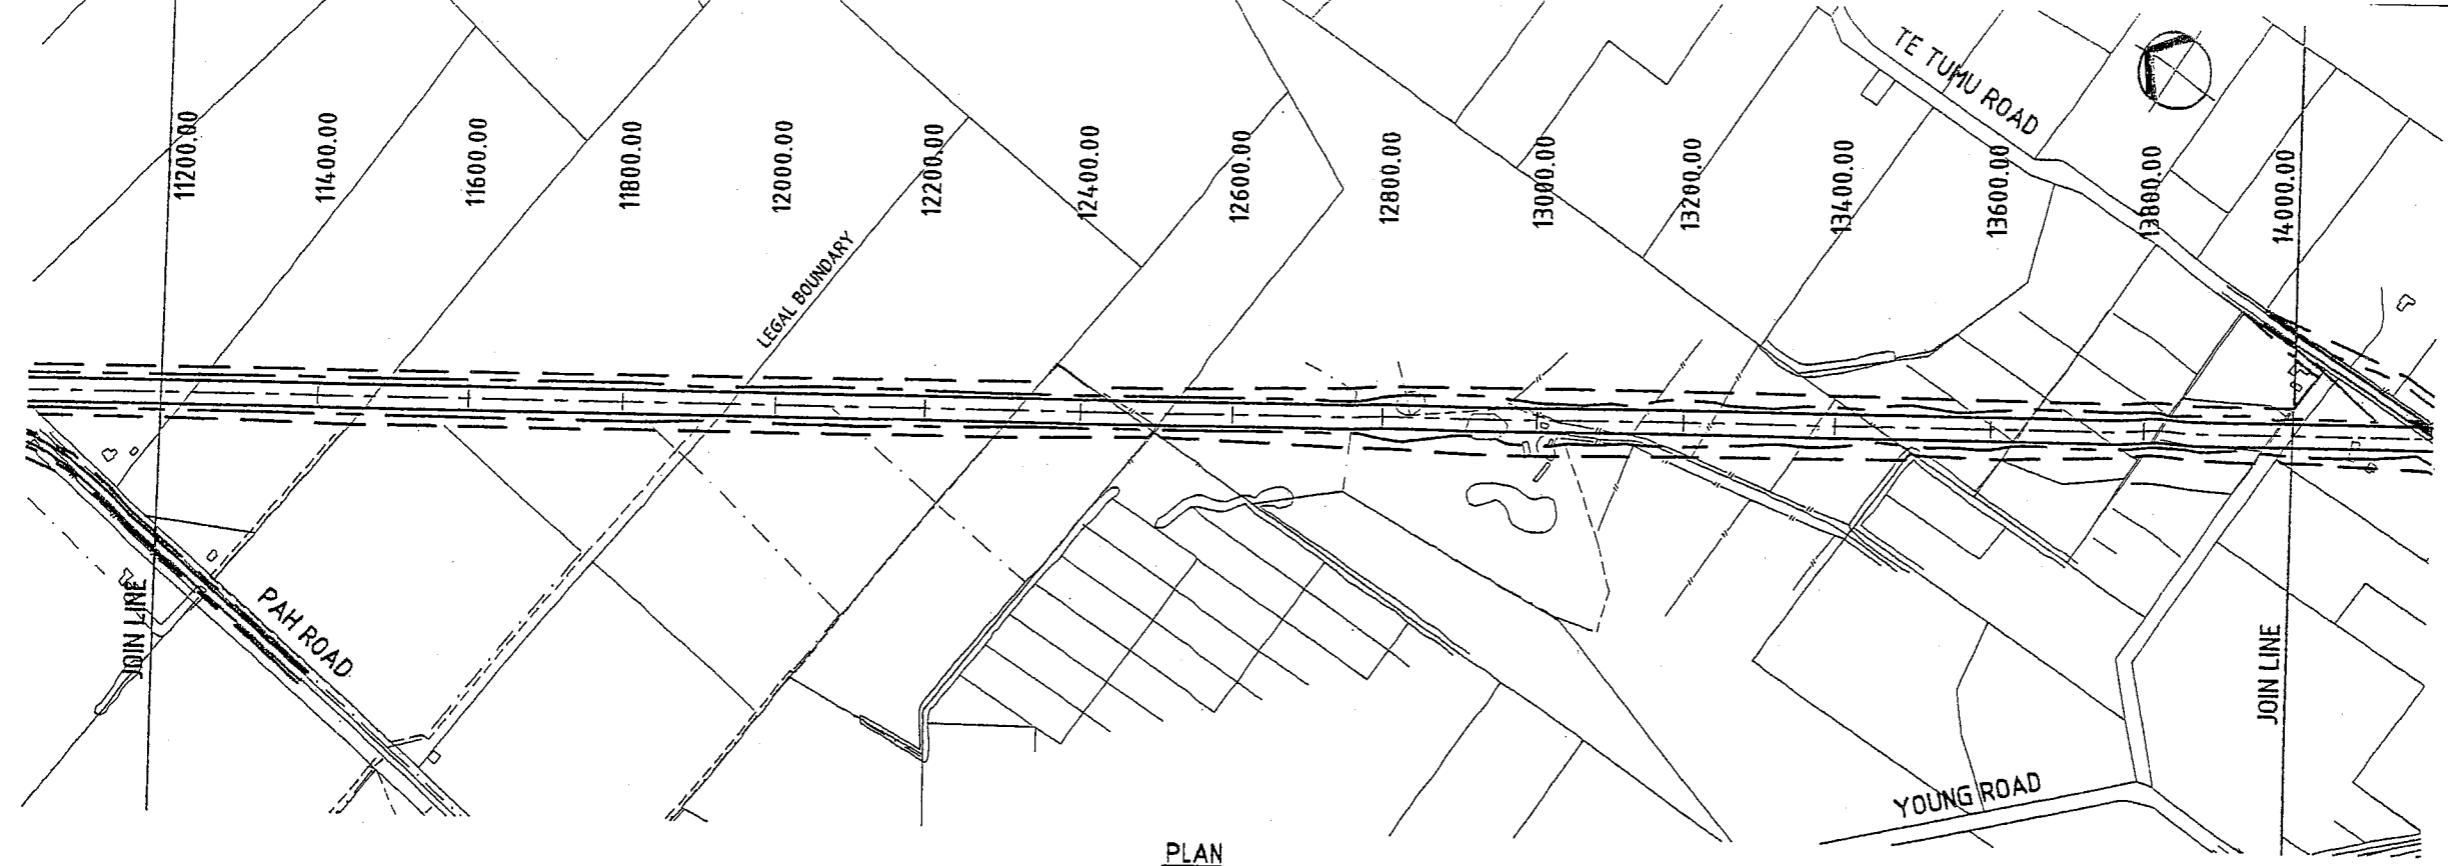 TE TUMU ROAD
11200.00
11400.00
11600.00
11800.00
12000.00
12200.00
12400.00
12600.00
12800.00
13000.00
13200.00
13400.00
13600.00
13800.00
14000.00
LEGAL BOUNDARY
JOIN LINE
PAH ROAD
JOIN LINE
YOUNG ROAD
PLAN